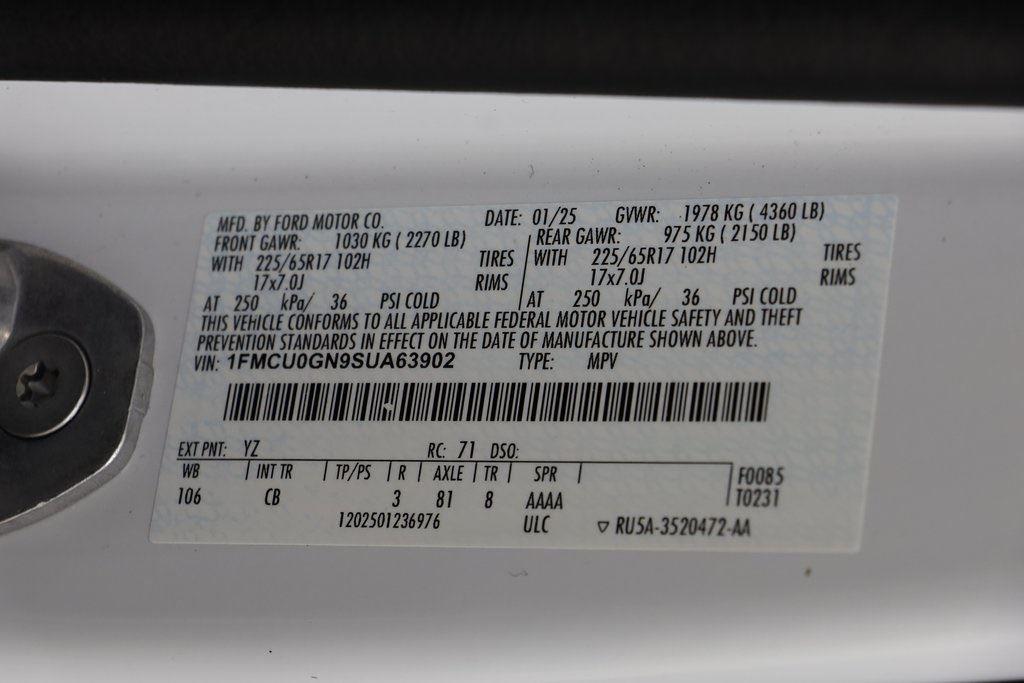 MFD. BY FORD MOTOR CO. DATE: 01/25 GVWR: 1978 KG ( 4360 LB)
FRONT GAWR: 1030 KG ( 2270 LB) REAR GAWR: 975 KG ( 2150 LB)
WITH 225/65R17 102H TIRES WITH 225/65R17 102H TIRES
17x7.0J RIMS 17x7.0J RIMS
AT 250 kPa/ 36 PSI COLD AT 250 kPa/ 36 PSI COLD
THIS VEHICLE CONFORMS TO ALL APPLICABLE FEDERAL MOTOR VEHICLE SAFETY AND THEFT
PREVENTION STANDARDS IN EFFECT ON THE DATE OF MANUFACTURE SHOWN ABOVE.
VIN: 1FMCU0GN9SUA63902 TYPE: MPV
EXT PNT: YZ RC: 71 DSO:
WB INT TR TP/PS R AXLE TR SPR F0085
106 CB 3 81 8 AAAA T0231
1202501236976 ULC ▽ RU5A-3520472-AA